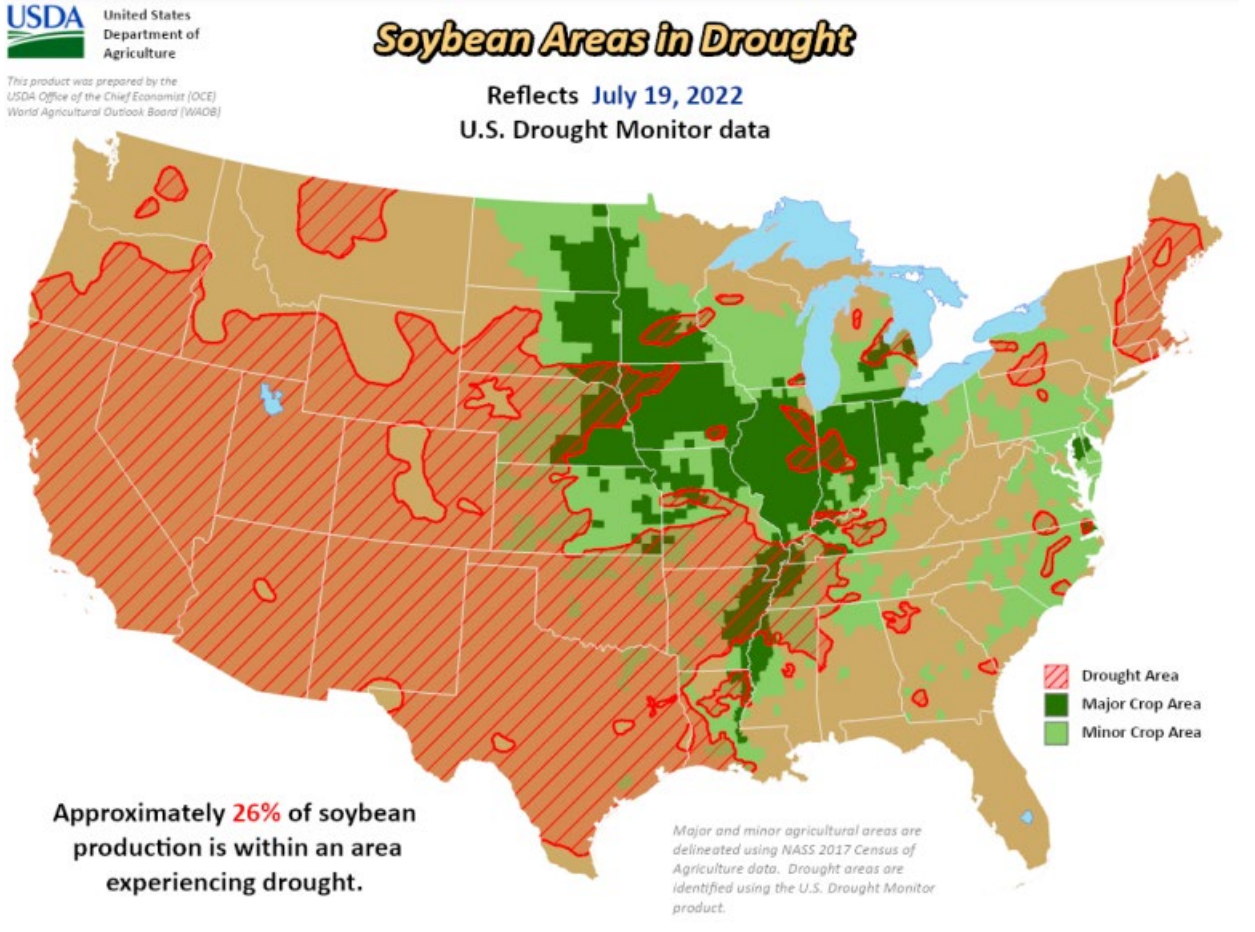 USDA
United States
Department of
Agriculture
This product was prepared by the
USDA Office of the Chief Economist (OCE)
World Agricultural Outlook Board (WAOB)
Soybean Areas in Drought
Reflects July 19, 2022
U.S. Drought Monitor data
Drought Area
Major Crop Area
Minor Crop Area
Approximately 26% of soybean
production is within an area
experiencing drought.
Major and minor agricultural areas are
delineated using NASS 2017 Census of
Agriculture data. Drought areas are
identified using the U.S. Drought Monitor
product.